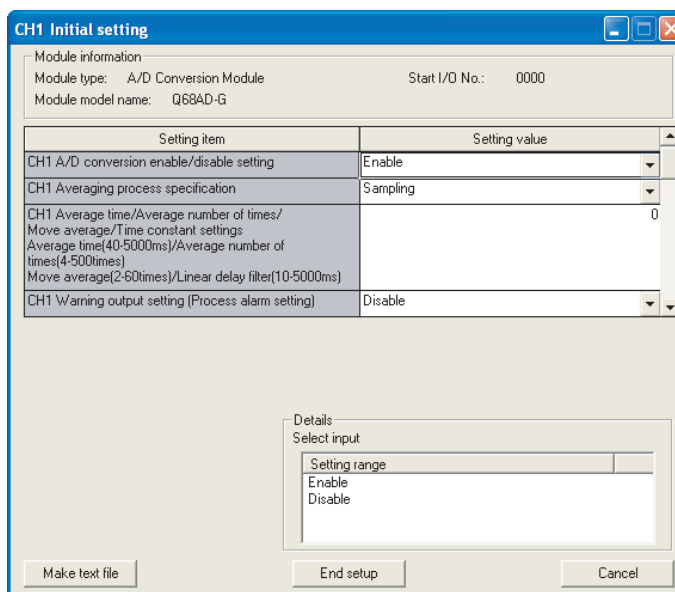 CH1 Initial setting
Module information
Module type: A/D Conversion Module Start I/O No.: 0000
Module model name: Q68AD-G
Setting item Setting value
CH1 A/D conversion enable/disable setting Enable
CH1 Averaging process specification Sampling
CH1 Average time/Average number of times/ 0
Move average/Time constant settings
Average time(40-5000ms)/Average number of
times(4-500times)
Move average(2-60times)/Linear delay filter(10-5000ms)
CH1 Warning output setting (Process alarm setting) Disable
Details
Select input
Setting range
Enable
Disable
Make text file End setup Cancel